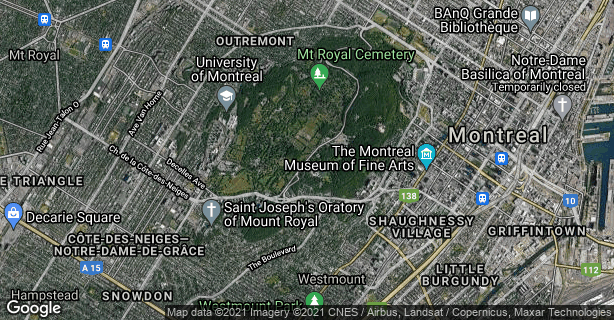 BAnQ Grande
Bibliothèque
OUTREMONT
Mt Royal
Mt Royal Cemetery
University
of Montreal
Notre-Dame
Basilica of Montreal
Temporarily closed
Rue Jean-Talon O
Ave Van Horne
Montreal
The Montreal
Museum of Fine Arts
Ch. de la Côte-des-Neiges
Decelles Ave
E TRIANGLE
138
10
Decarie Square
Saint Joseph's Oratory
of Mount Royal
SHAUGHNESSY
VILLAGE
GRIFFINTOWN
CÔTE-DES-NEIGES—
NOTRE-DAME-DE-GRÂCE
The Boulevard
A 15
Westmount
LITTLE
BURGUNDY
112
Hampstead
SNOWDON
Westmount Park
Google
Map data ©2021 Imagery ©2021 CNES / Airbus, Landsat / Copernicus, Maxar Technologies